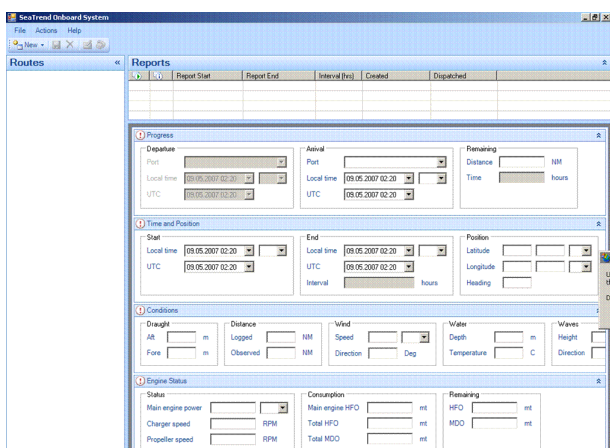 SeaTrend Onboard System
File Actions Help
New
Routes «
Reports
Report Start Report End Interval (hrs) Created Dispatched
Progress
Departure Arrival Remaining
Port Port Distance NM
Local time 09.05.2007 02:20 Local time 09.05.2007 02:20 Time hours
UTC 09.05.2007 02:20 UTC 09.05.2007 02:20
Time and Position
Start End Position
Local time 09.05.2007 02:20 Local time 09.05.2007 02:20 Latitude
UTC 09.05.2007 02:20 UTC 09.05.2007 02:20 Longitude
Interval hours Heading
Conditions
Draught Distance Wind Water Waves
Aft m Logged NM Speed Depth m Height
Fore m Observed NM Direction Deg Temperature C Direction
Engine Status
Status Consumption Remaining
Main engine power Main engine HFO mt HFO mt
Charger speed RPM Total HFO mt MDO mt
Propeller speed RPM Total MDO mt